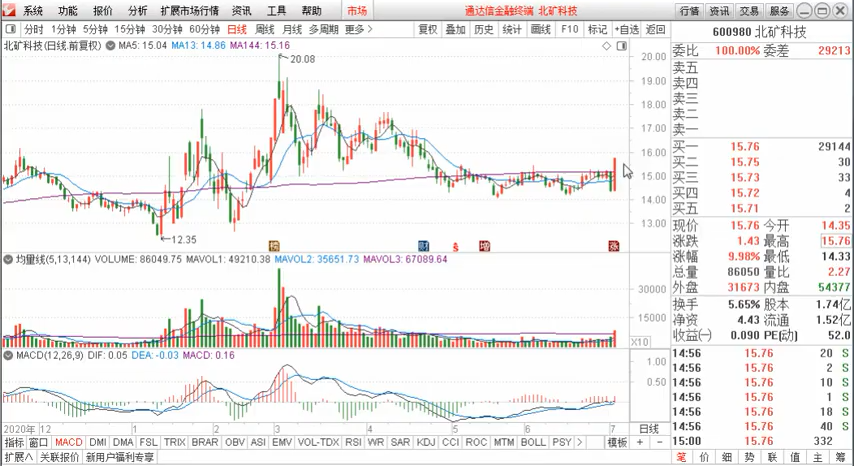 系统 功能 报价 分析 扩展市场行情 资讯 工具 帮助 市场 通达信金融终端 北矿科技 行情 资讯 交易 服务
分时 1分钟 5分钟 15分钟 30分钟 60分钟 日线 周线 月线 多周期 更多 > 复权 叠加 历史 统计 画线 F10 标记 +自选 返回
600980 北矿科技
北矿科技(日线.前复权) MA5: 15.04 MA13: 14.86 MA144: 15.16
委比 100.00% 委差 29213
卖五
卖四
卖三
卖二
卖一
买一 15.76 29144
买二 15.75 30
买三 15.73 33
买四 15.72 4
买五 15.71 2
现价 15.76 今开 14.35
涨跌 1.43 最高 15.76
涨幅 9.98% 最低 14.33
总量 86050 量比 2.27
外盘 31673 内盘 54377
换手 5.65% 股本 1.74亿
净资 4.43 流通 1.52亿
收益(一) 0.090 PE(动) 52.0
14:56 15.76 20 S
14:56 15.76 2 S
14:56 15.76 10 S
14:56 15.76 1 S
14:56 15.76 18 S
14:56 15.76 40 S
15:00 15.76 332
笔 价 细 势 联 值 主 筹
20.08
12.35
20.00
19.00
18.00
17.00
16.00
15.00
14.00
13.00
财 增 涨
均量线(5,13,144) VOLUME: 86049.75 MAVOL1: 49210.38 MAVOL2: 35651.73 MAVOL3: 67089.64
30000
15000
X10
MACD(12,26,9) DIF: 0.05 DEA: -0.03 MACD: 0.16
1.00
0.50
2020年 12 1 2 3 4 5 6 7 日线
指标 窗口 MACD DMI DMA FSL TRIX BRAR OBV ASI EMV VOL-TDX RSI WR SAR KDJ CCI ROC MTM BOLL PSY > 模板 + −
扩展∧ 关联报价 新用户福利专享